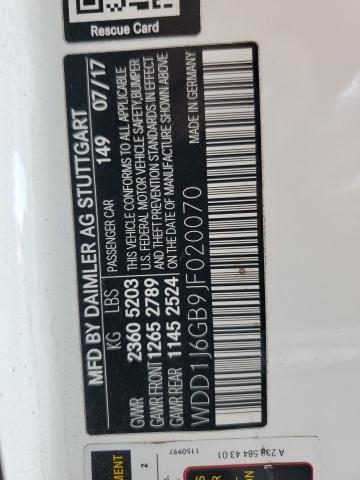 Rescue Card
MFD BY DAIMLER AG STUTTGART
149 07/17
KG LBS PASSENGER CAR
GVWR 2360 5203
GAWR FRONT 1265 2789
GAWR REAR 1145 2524
THIS VEHICLE CONFORMS TO ALL APPLICABLE
U.S. FEDERAL MOTOR VEHICLE SAFETY,BUMPER
AND THEFT PREVENTION STANDARDS IN EFFECT
ON THE DATE OF MANUFACTURE SHOWN ABOVE
WDD1J6GB9JF020070
MADE IN GERMANY
1150997
A 238 584 43 01
2